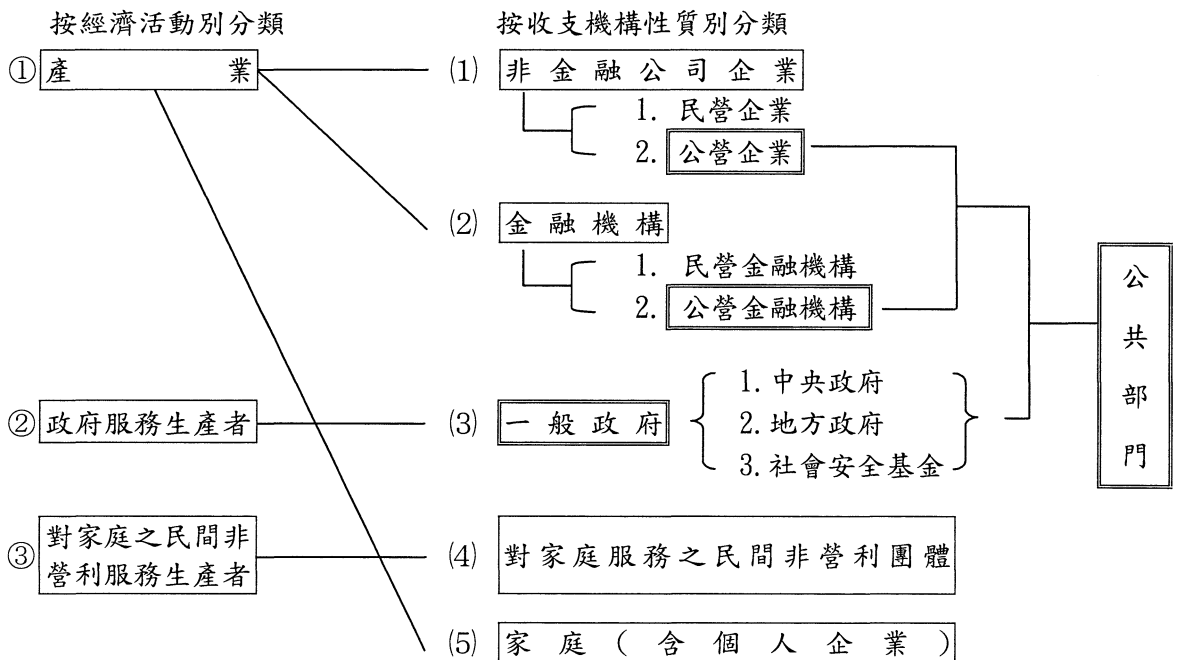 按經濟活動別分類
按收支機構性質別分類
①產業
⑴ 非金融公司企業
1. 民營企業
2. 公營企業
⑵ 金融機構
1. 民營金融機構
2. 公營金融機構
公共部門
②政府服務生產者
⑶ 一般政府
1.中央政府
2.地方政府
3.社會安全基金
③對家庭之民間非
營利服務生產者
⑷ 對家庭服務之民間非營利團體
⑸ 家庭(含個人企業)